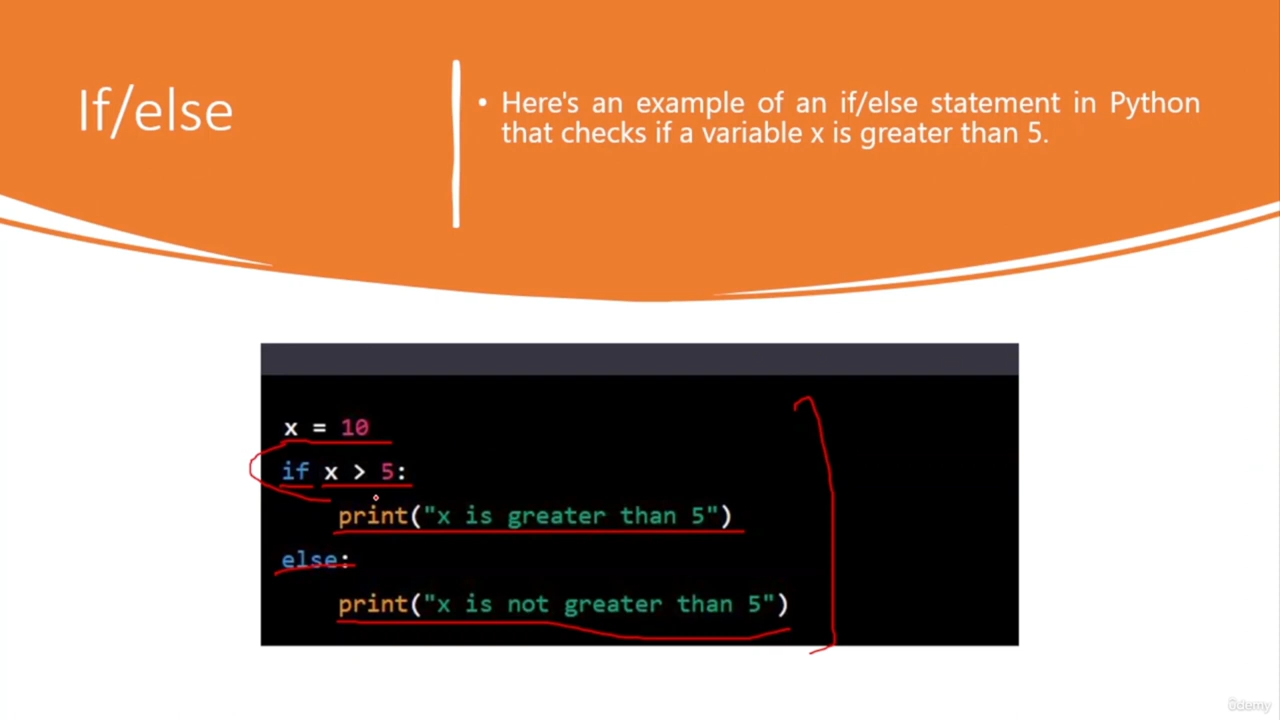 If/else
• Here's an example of an if/else statement in Python
that checks if a variable x is greater than 5.
x = 10
if x > 5:
print("x is greater than 5")
else:
print("x is not greater than 5")
ûdemy